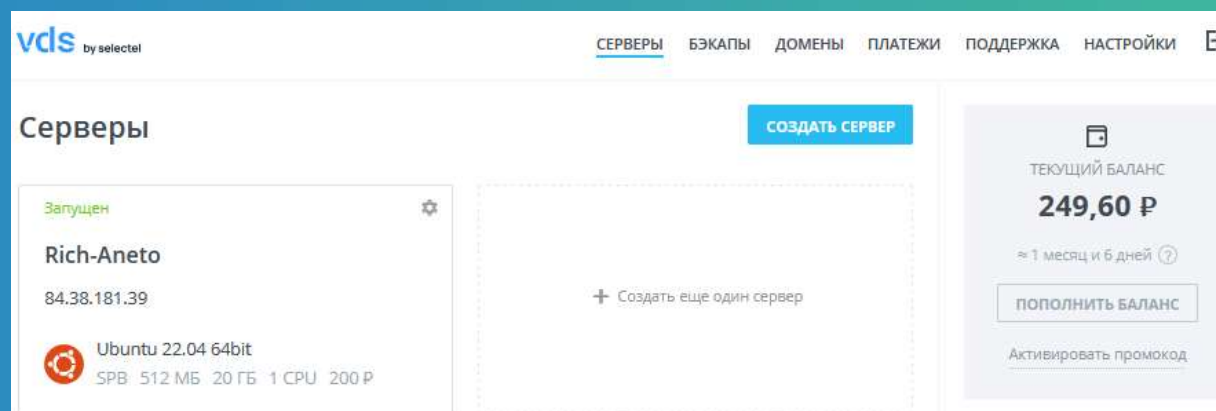 vds by selectel
СЕРВЕРЫ БЭКАПЫ ДОМЕНЫ ПЛАТЕЖИ ПОДДЕРЖКА НАСТРОЙКИ
Серверы
СОЗДАТЬ СЕРВЕР
Запущен
Rich-Aneto
84.38.181.39
Ubuntu 22.04 64bit
SPB 512 МБ 20 ГБ 1 CPU 200 ₽
+ Создать еще один сервер
ТЕКУЩИЙ БАЛАНС
249,60 ₽
≈ 1 месяц и 6 дней ?
ПОПОЛНИТЬ БАЛАНС
Активировать промокод